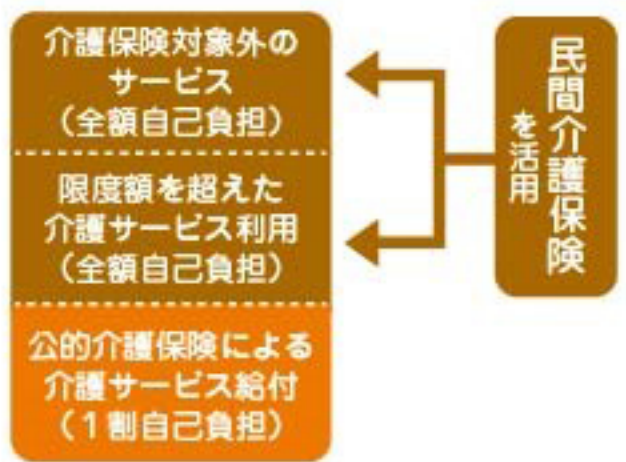 介護保険対象外の
サービス
（全額自己負担）
限度額を超えた
介護サービス利用
（全額自己負担）
公的介護保険による
介護サービス給付
（１割自己負担）
民間介護保険
を活用